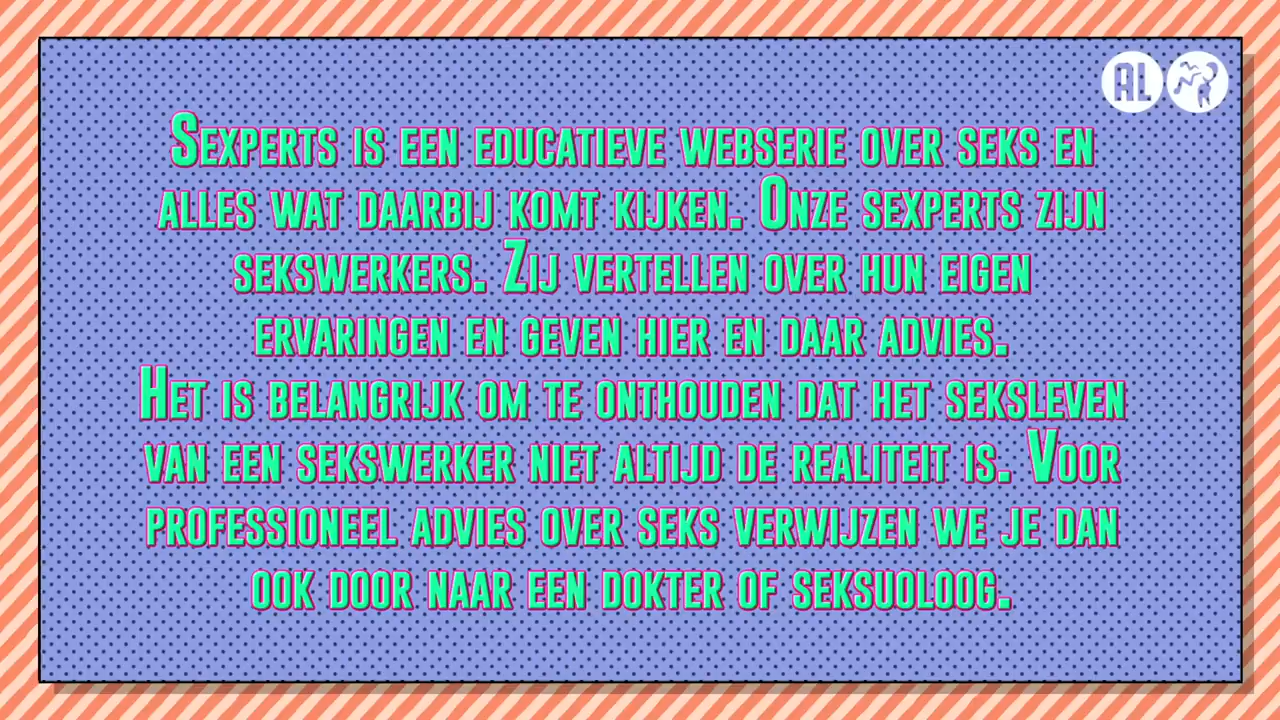 AL
Sexperts is een educatieve webserie over seks en
alles wat daarbij komt kijken. Onze sexperts zijn
sekswerkers. Zij vertellen over hun eigen
ervaringen en geven hier en daar advies.
Het is belangrijk om te onthouden dat het seksleven
van een sekswerker niet altijd de realiteit is. Voor
professioneel advies over seks verwijzen we je dan
ook door naar een dokter of seksuoloog.